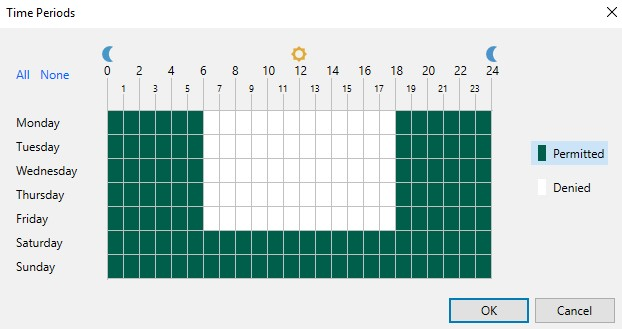 Time Periods
All None
0 2 4 6 8 10 12 14 16 18 20 22 24
1 3 5 7 9 11 13 15 17 19 21 23
Monday
Tuesday
Wednesday
Thursday
Friday
Saturday
Sunday
Permitted
Denied
OK Cancel